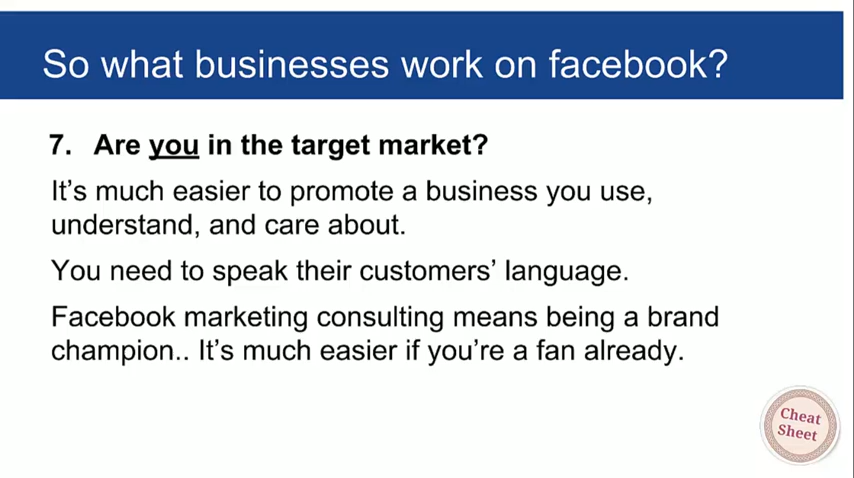 So what businesses work on facebook?
7. Are you in the target market?
It's much easier to promote a business you use,
understand, and care about.
You need to speak their customers' language.
Facebook marketing consulting means being a brand
champion.. It's much easier if you're a fan already.
Cheat
Sheet